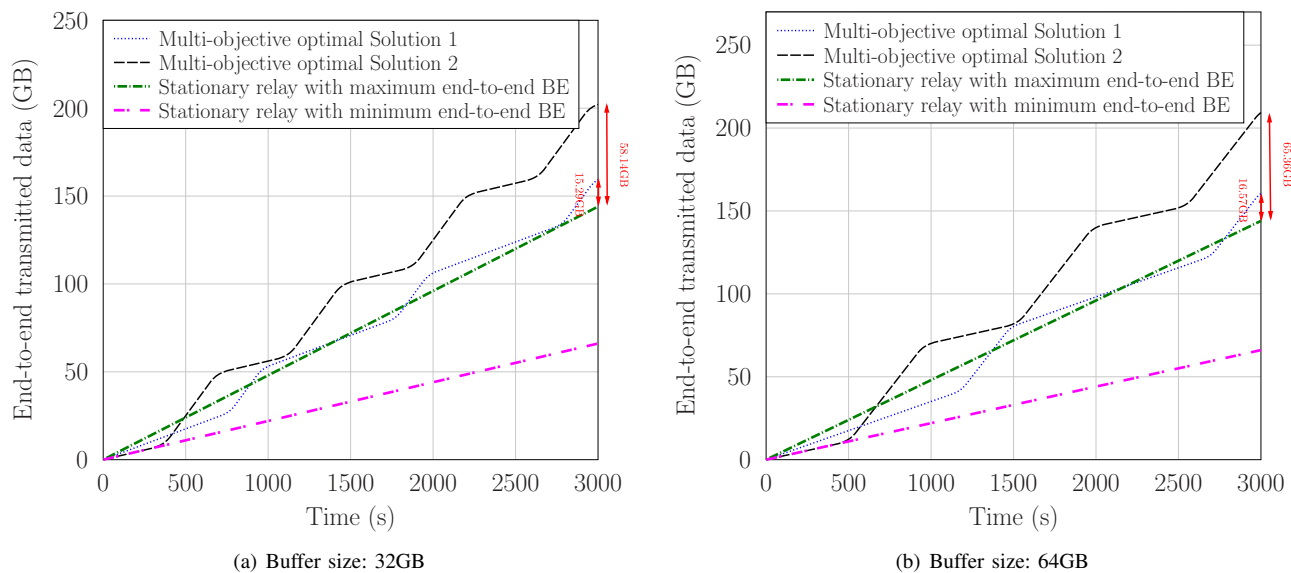 250
200
150
100
50
0
End-to-end transmitted data (GB)
Multi-objective optimal Solution 1
Multi-objective optimal Solution 2
Stationary relay with maximum end-to-end BE
Stationary relay with minimum end-to-end BE
58.14GB
15.29GB
0 500 1000 1500 2000 2500 3000
Time (s)
(a) Buffer size: 32GB
250
200
150
100
50
0
End-to-end transmitted data (GB)
Multi-objective optimal Solution 1
Multi-objective optimal Solution 2
Stationary relay with maximum end-to-end BE
Stationary relay with minimum end-to-end BE
65.36GB
16.57GB
0 500 1000 1500 2000 2500 3000
Time (s)
(b) Buffer size: 64GB